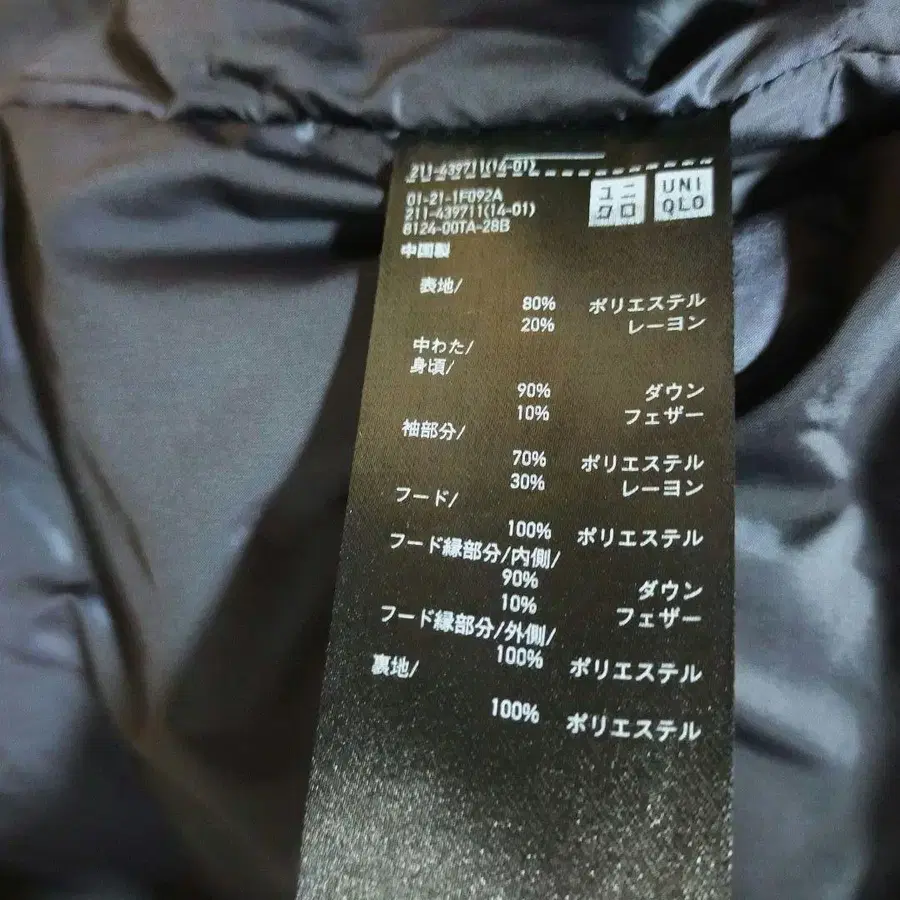 211-439711(14-01)
ユニ
クロ
UNI
QLO
01-21-1F092A
211-439711(14-01)
8124-00TA-28B
中国製
表地/
80% ポリエステル
20% レーヨン
中わた/
身頃/
90% ダウン
10% フェザー
袖部分/
70% ポリエステル
30% レーヨン
フード/
100% ポリエステル
フード縁部分/内側/
90% ダウン
10% フェザー
フード縁部分/外側/
100% ポリエステル
裏地/
100% ポリエステル